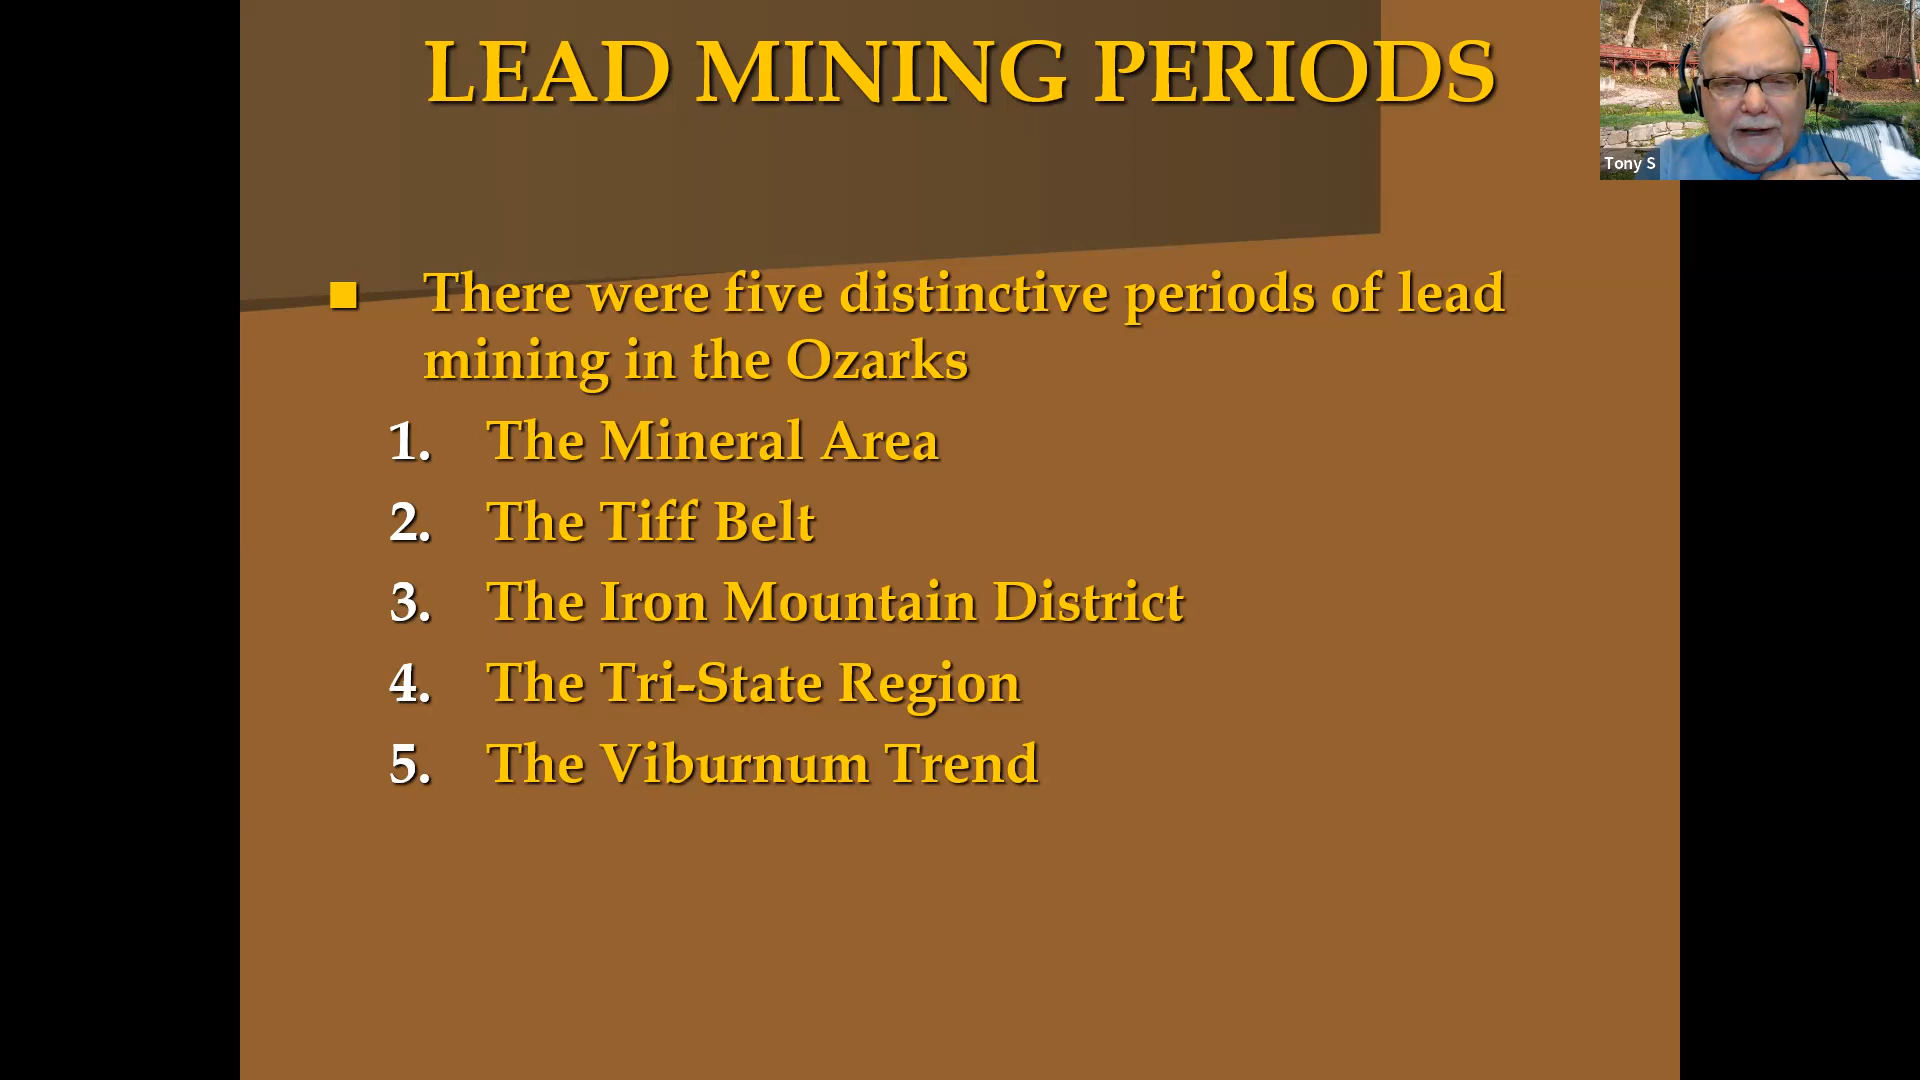 LEAD MINING PERIODS
Tony S
■ There were five distinctive periods of lead
mining in the Ozarks
1. The Mineral Area
2. The Tiff Belt
3. The Iron Mountain District
4. The Tri-State Region
5. The Viburnum Trend